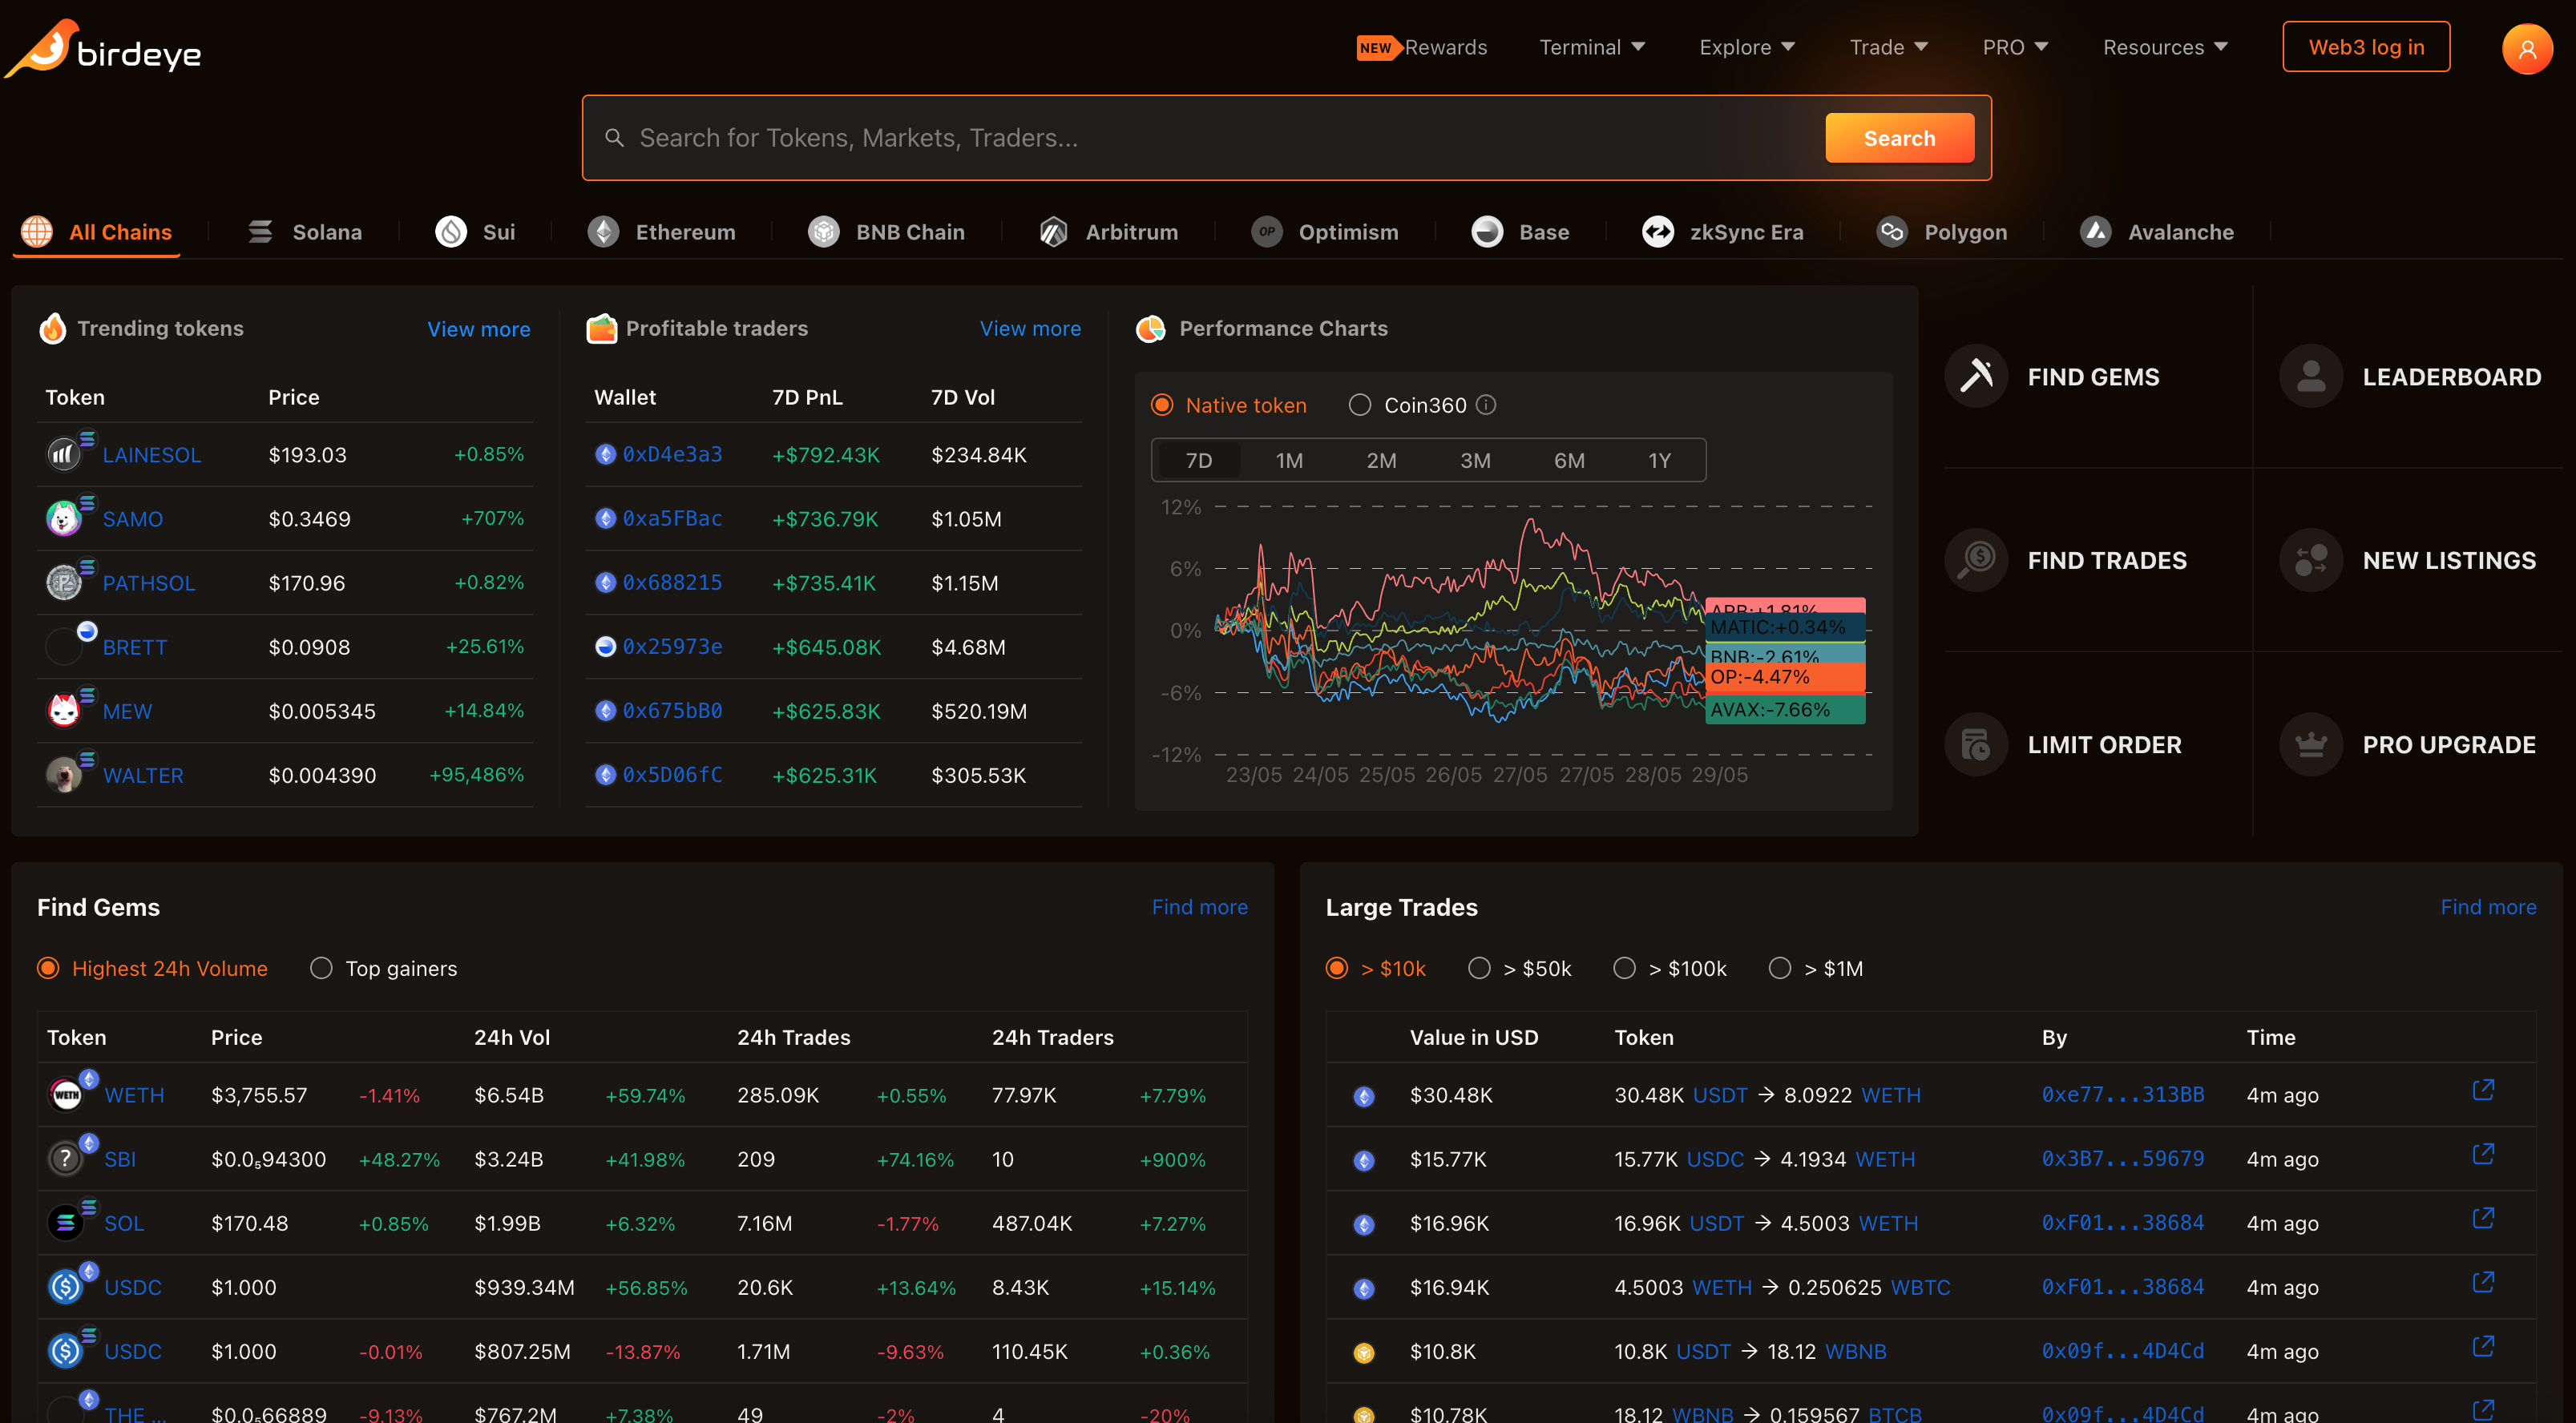 birdeye
NEW Rewards Terminal Explore Trade PRO Resources Web3 log in
Search for Tokens, Markets, Traders... Search
All Chains Solana Sui Ethereum BNB Chain Arbitrum OP Optimism Base zkSync Era Polygon Avalanche
Trending tokens View more
Token Price
LAINESOL $193.03 +0.85%
SAMO $0.3469 +707%
PATHSOL $170.96 +0.82%
BRETT $0.0908 +25.61%
MEW $0.005345 +14.84%
WALTER $0.004390 +95,486%
Profitable traders View more
Wallet 7D PnL 7D Vol
0xD4e3a3 +$792.43K $234.84K
0xa5FBac +$736.79K $1.05M
0x688215 +$735.41K $1.15M
0x25973e +$645.08K $4.68M
0x675bB0 +$625.83K $520.19M
0x5D06fC +$625.31K $305.53K
Performance Charts
Native token Coin360
7D 1M 2M 3M 6M 1Y
12%
6%
0%
-6%
-12%
ARB:+1.81%
MATIC:+0.34%
BNB:-2.61%
OP:-4.47%
AVAX:-7.66%
23/05 24/05 25/05 26/05 27/05 27/05 28/05 29/05
FIND GEMS LEADERBOARD
FIND TRADES NEW LISTINGS
LIMIT ORDER PRO UPGRADE
Find Gems Find more
Highest 24h Volume Top gainers
Token Price 24h Vol 24h Trades 24h Traders
WETH WETH $3,755.57 -1.41% $6.54B +59.74% 285.09K +0.55% 77.97K +7.79%
? SBI $0.0₅94300 +48.27% $3.24B +41.98% 209 +74.16% 10 +900%
SOL $170.48 +0.85% $1.99B +6.32% 7.16M -1.77% 487.04K +7.27%
USDC $1.000 $939.34M +56.85% 20.6K +13.64% 8.43K +15.14%
USDC $1.000 -0.01% $807.25M -13.87% 1.71M -9.63% 110.45K +0.36%
THE ... $0.0₅66889 -9.13% $767.2M +7.38% 49 -2% 4 -20%
Large Trades Find more
> $10k > $50k > $100k > $1M
Value in USD Token By Time
$30.48K 30.48K USDT → 8.0922 WETH 0xe77...313BB 4m ago
$15.77K 15.77K USDC → 4.1934 WETH 0x3B7...59679 4m ago
$16.96K 16.96K USDT → 4.5003 WETH 0xF01...38684 4m ago
$16.94K 4.5003 WETH → 0.250625 WBTC 0xF01...38684 4m ago
$10.8K 10.8K USDT → 18.12 WBNB 0x09f...4D4Cd 4m ago
$10.78K 18.12 WBNB → 0.159567 BTCB 0x09f...4D4Cd 4m ago